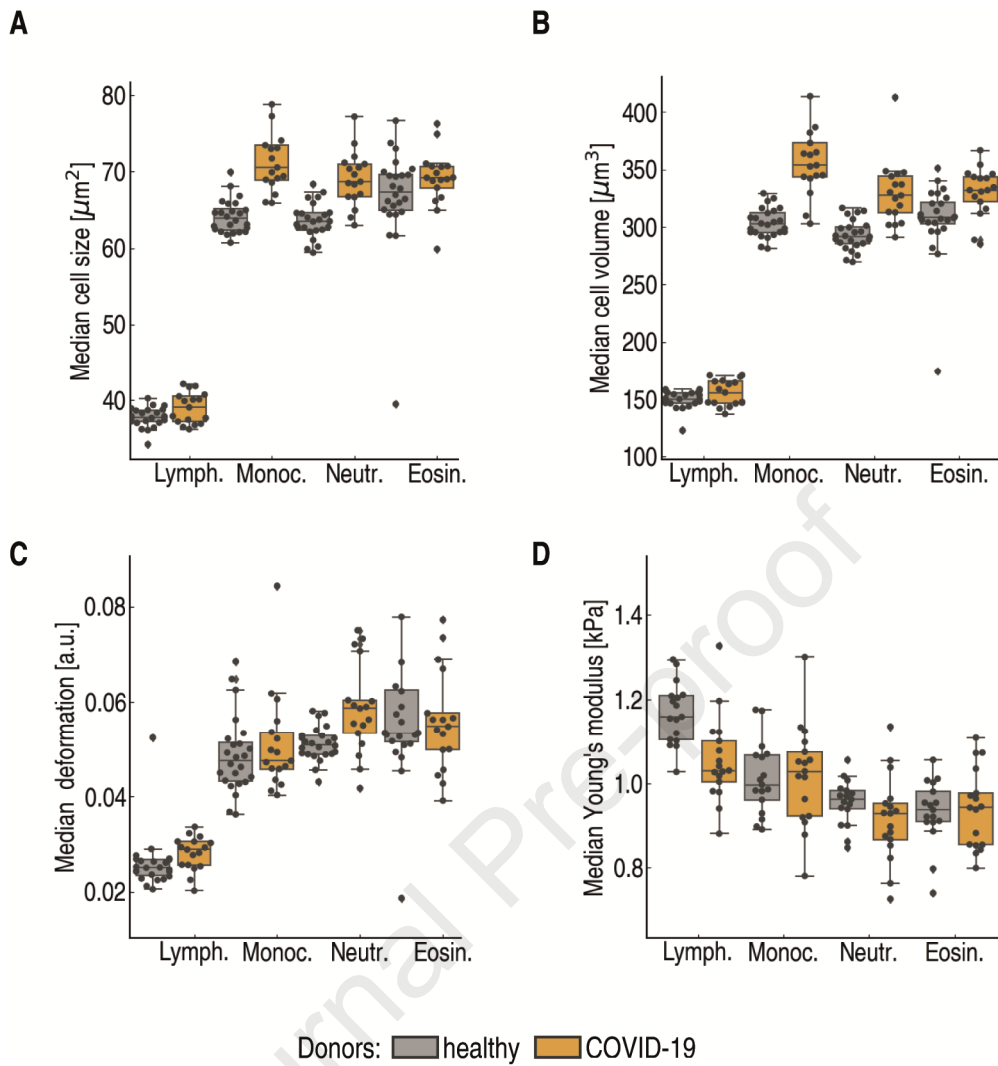 A
B
Median cell size [μm²]
80
70
60
50
40
Lymph. Monoc. Neutr. Eosin.
Median cell volume [μm³]
400
350
300
250
200
150
100
Lymph. Monoc. Neutr. Eosin.
C
D
Median deformation [a.u.]
0.08
0.06
0.04
0.02
Lymph. Monoc. Neutr. Eosin.
Median Young's modulus [kPa]
1.4
1.2
1.0
0.8
Lymph. Monoc. Neutr. Eosin.
rnal Pre-proof
Donors: healthy COVID-19